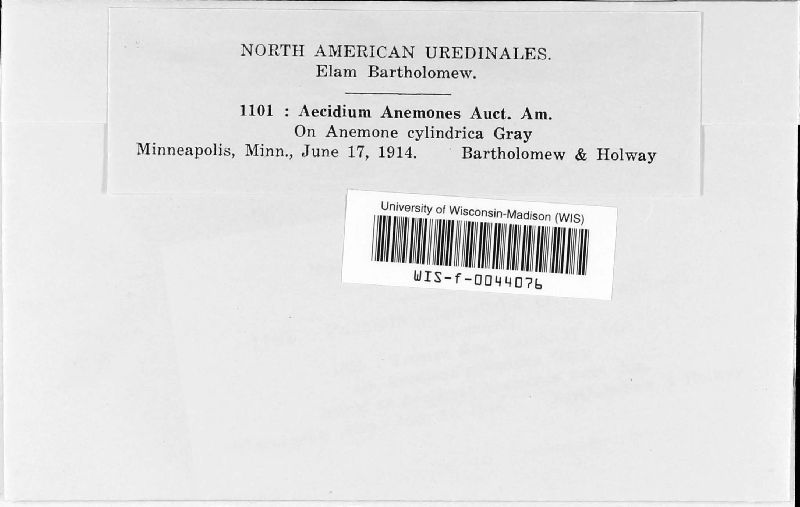 NORTH AMERICAN UREDINALES.
Elam Bartholomew.
1101 : Aecidium Anemones Auct. Am.
On Anemone cylindrica Gray
Minneapolis, Minn., June 17, 1914. Bartholomew & Holway
University of Wisconsin-Madison (WIS)
WIS-f-0044076